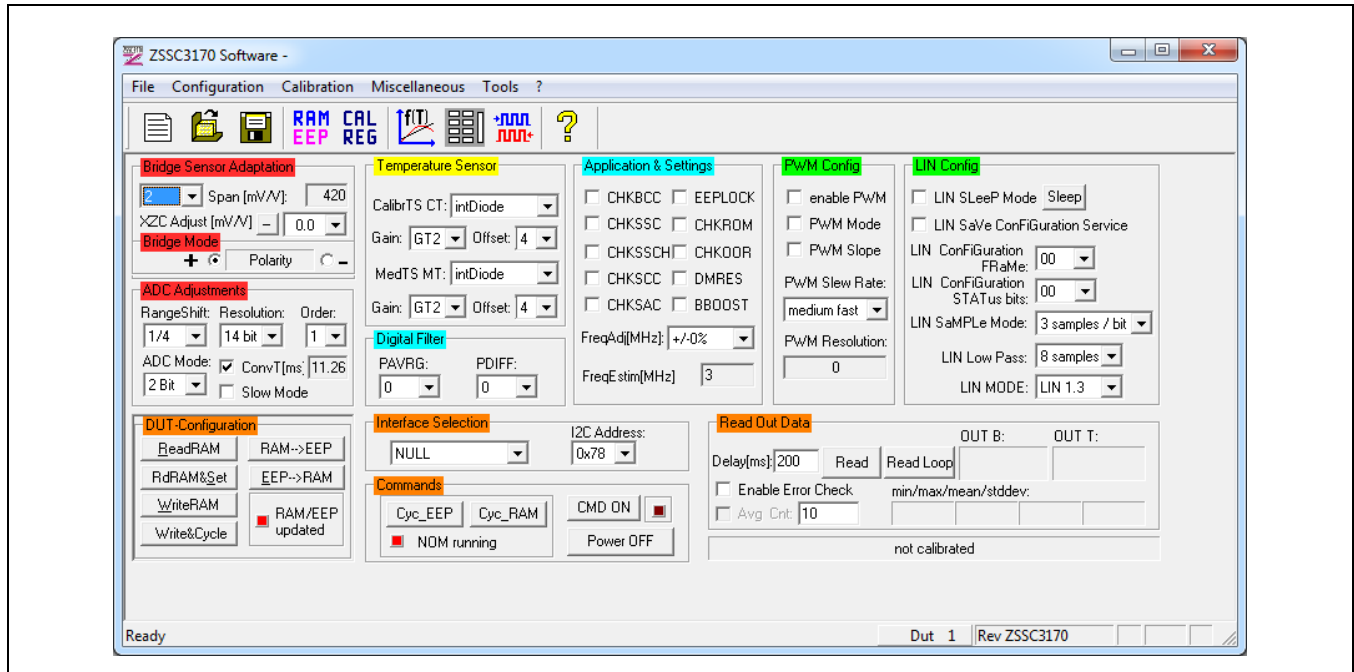 ZSSC3170 Software -
File Configuration Calibration Miscellaneous Tools ?
RAM EEP CAL REG f(T)
Bridge Sensor Adaptation
2 Span [mV/V]: 420
XZC Adjust [mV/V] - 0.0
Bridge Mode
+ Polarity -
ADC Adjustments
RangeShift: Resolution: Order:
1/4 14 bit 1
ADC Mode: ConvT[ms] 11.26
2 Bit Slow Mode
Temperature Sensor
CalibrTS CT: intDiode
Gain: GT2 Offset: 4
MedTS MT: intDiode
Gain: GT2 Offset: 4
Digital Filter
PAVRG: PDIFF:
0 0
Application & Settings
CHKBCC EEPLOCK
CHKSSC CHKROM
CHKSSCH CHKOOR
CHKSCC DMRES
CHKSAC BBOOST
FreqAdj[MHz]: +/-0%
FreqEstim[MHz] 3
PWM Config
enable PWM
PWM Mode
PWM Slope
PWM Slew Rate:
medium fast
PWM Resolution:
0
LIN Config
LIN SLeeP Mode Sleep
LIN SaVe ConFiGuration Service
LIN ConFiGuration
FRaMe: 00
LIN ConFiGuration
STATus bits: 00
LIN SaMPLe Mode: 3 samples / bit
LIN Low Pass: 8 samples
LIN MODE: LIN 1.3
DUT-Configuration
ReadRAM RAM-->EEP
RdRAM&Set EEP-->RAM
WriteRAM RAM/EEP
Write&Cycle updated
Interface Selection
I2C Address:
NULL 0x78
Commands
Cyc_EEP Cyc_RAM CMD ON
NOM running Power OFF
Read Out Data
OUT B: OUT T:
Delay[ms]: 200 Read Read Loop
Enable Error Check min/max/mean/stddev:
Avg Cnt: 10
not calibrated
Ready Dut 1 Rev ZSSC3170